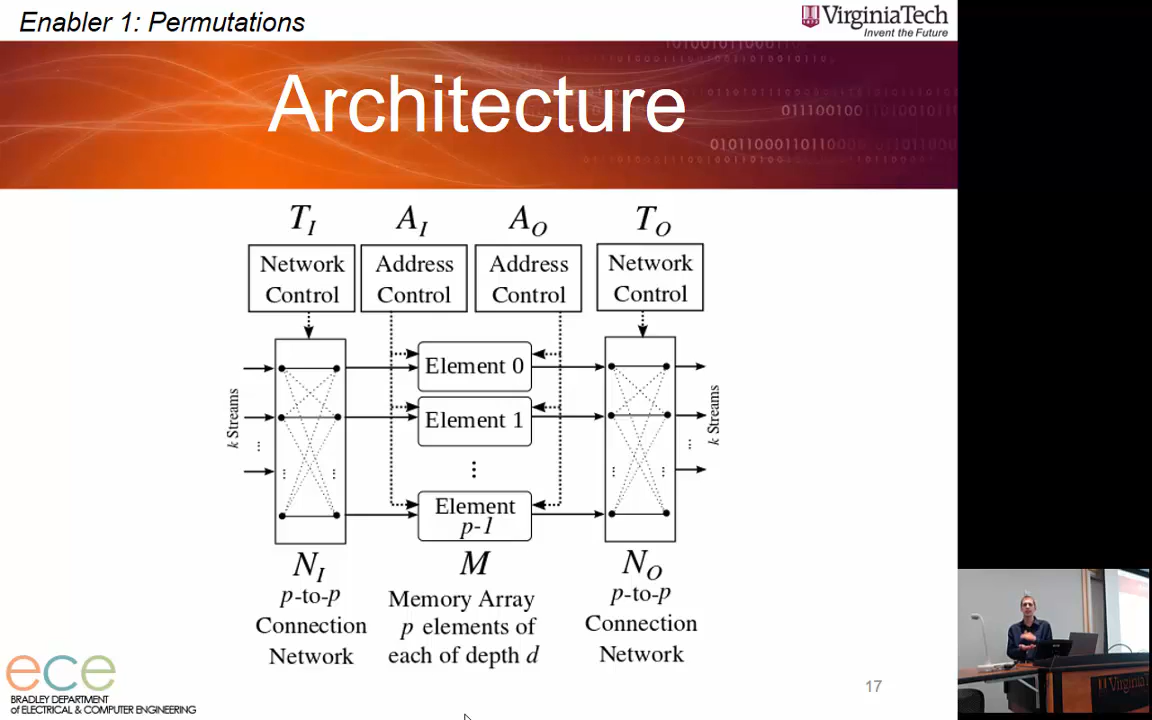 Enabler 1: Permutations
VirginiaTech
Invent the Future
Architecture
011100100
0101100011011000
T_I
A_I
A_O
T_O
Network
Control
Address
Control
Address
Control
Network
Control
Element 0
Element 1
⋮
Element
p-1
k Streams
...
k Streams
...
N_I
p-to-p
Connection
Network
M
Memory Array
p elements of
each of depth d
N_O
p-to-p
Connection
Network
ece
BRADLEY DEPARTMENT
of ELECTRICAL & COMPUTER ENGINEERING
17